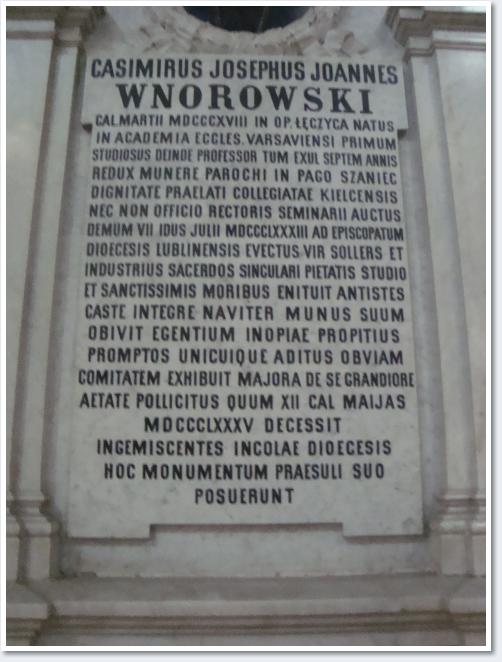 CASIMIRUS JOSEPHUS JOANNES
WNOROWSKI
CAL.MARTII MDCCCXVIII IN OP. ŁĘCZYCA NATUS
IN ACADEMIA ECCLES. VARSAVIENSI PRIMUM
STUDIOSUS DEINDE PROFESSOR TUM EXUL SEPTEM ANNIS
REDUX MUNERE PAROCHI IN PAGO SZANIEC
DIGNITATE PRAELATI COLLEGIATAE KIELCENSIS
NEC NON OFFICIO RECTORIS SEMINARII AUCTUS
DEMUM VII IDUS JULII MDCCCLXXXIII AD EPISCOPATUM
DIOECESIS LUBLINENSIS EVECTUS VIR SOLLERS ET
INDUSTRIUS SACERDOS SINGULARI PIETATIS STUDIO
ET SANCTISSIMIS MORIBUS ENITUIT ANTISTES
CASTE INTEGRE NAVITER MUNUS SUUM
OBIVIT EGENTIUM INOPIAE PROPITIUS
PROMPTOS UNICUIQUE ADITUS OBVIAM
COMITATEM EXHIBUIT MAJORA DE SE GRANDIORE
AETATE POLLICITUS QUUM XII CAL MAIJAS
MDCCCLXXXV DECESSIT
INGEMISCENTES INCOLAE DIOECESIS
HOC MONUMENTUM PRAESULI SUO
POSUERUNT